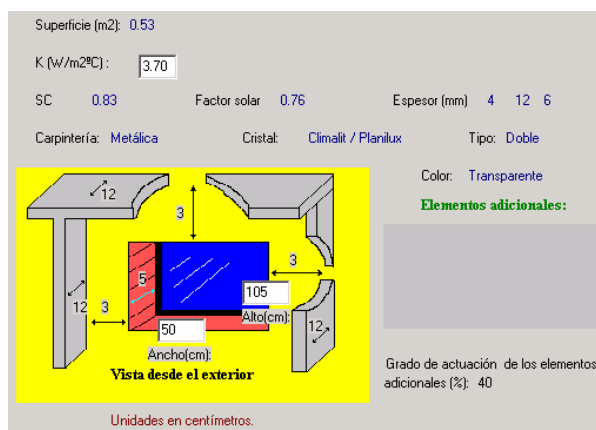 Superficie (m2): 0.53
K (W/m2ºC) : 3.70
SC 0.83 Factor solar 0.76 Espesor (mm) 4 12 6
Carpintería: Metálica Cristal: Climalit / Planilux Tipo: Doble
Color: Transparente
Elementos adicionales:
12
3
3
5
12 3
105
Alto(cm):
50
12
Ancho(cm):
Vista desde el exterior
Grado de actuación de los elementos
adicionales (%): 40
Unidades en centímetros.